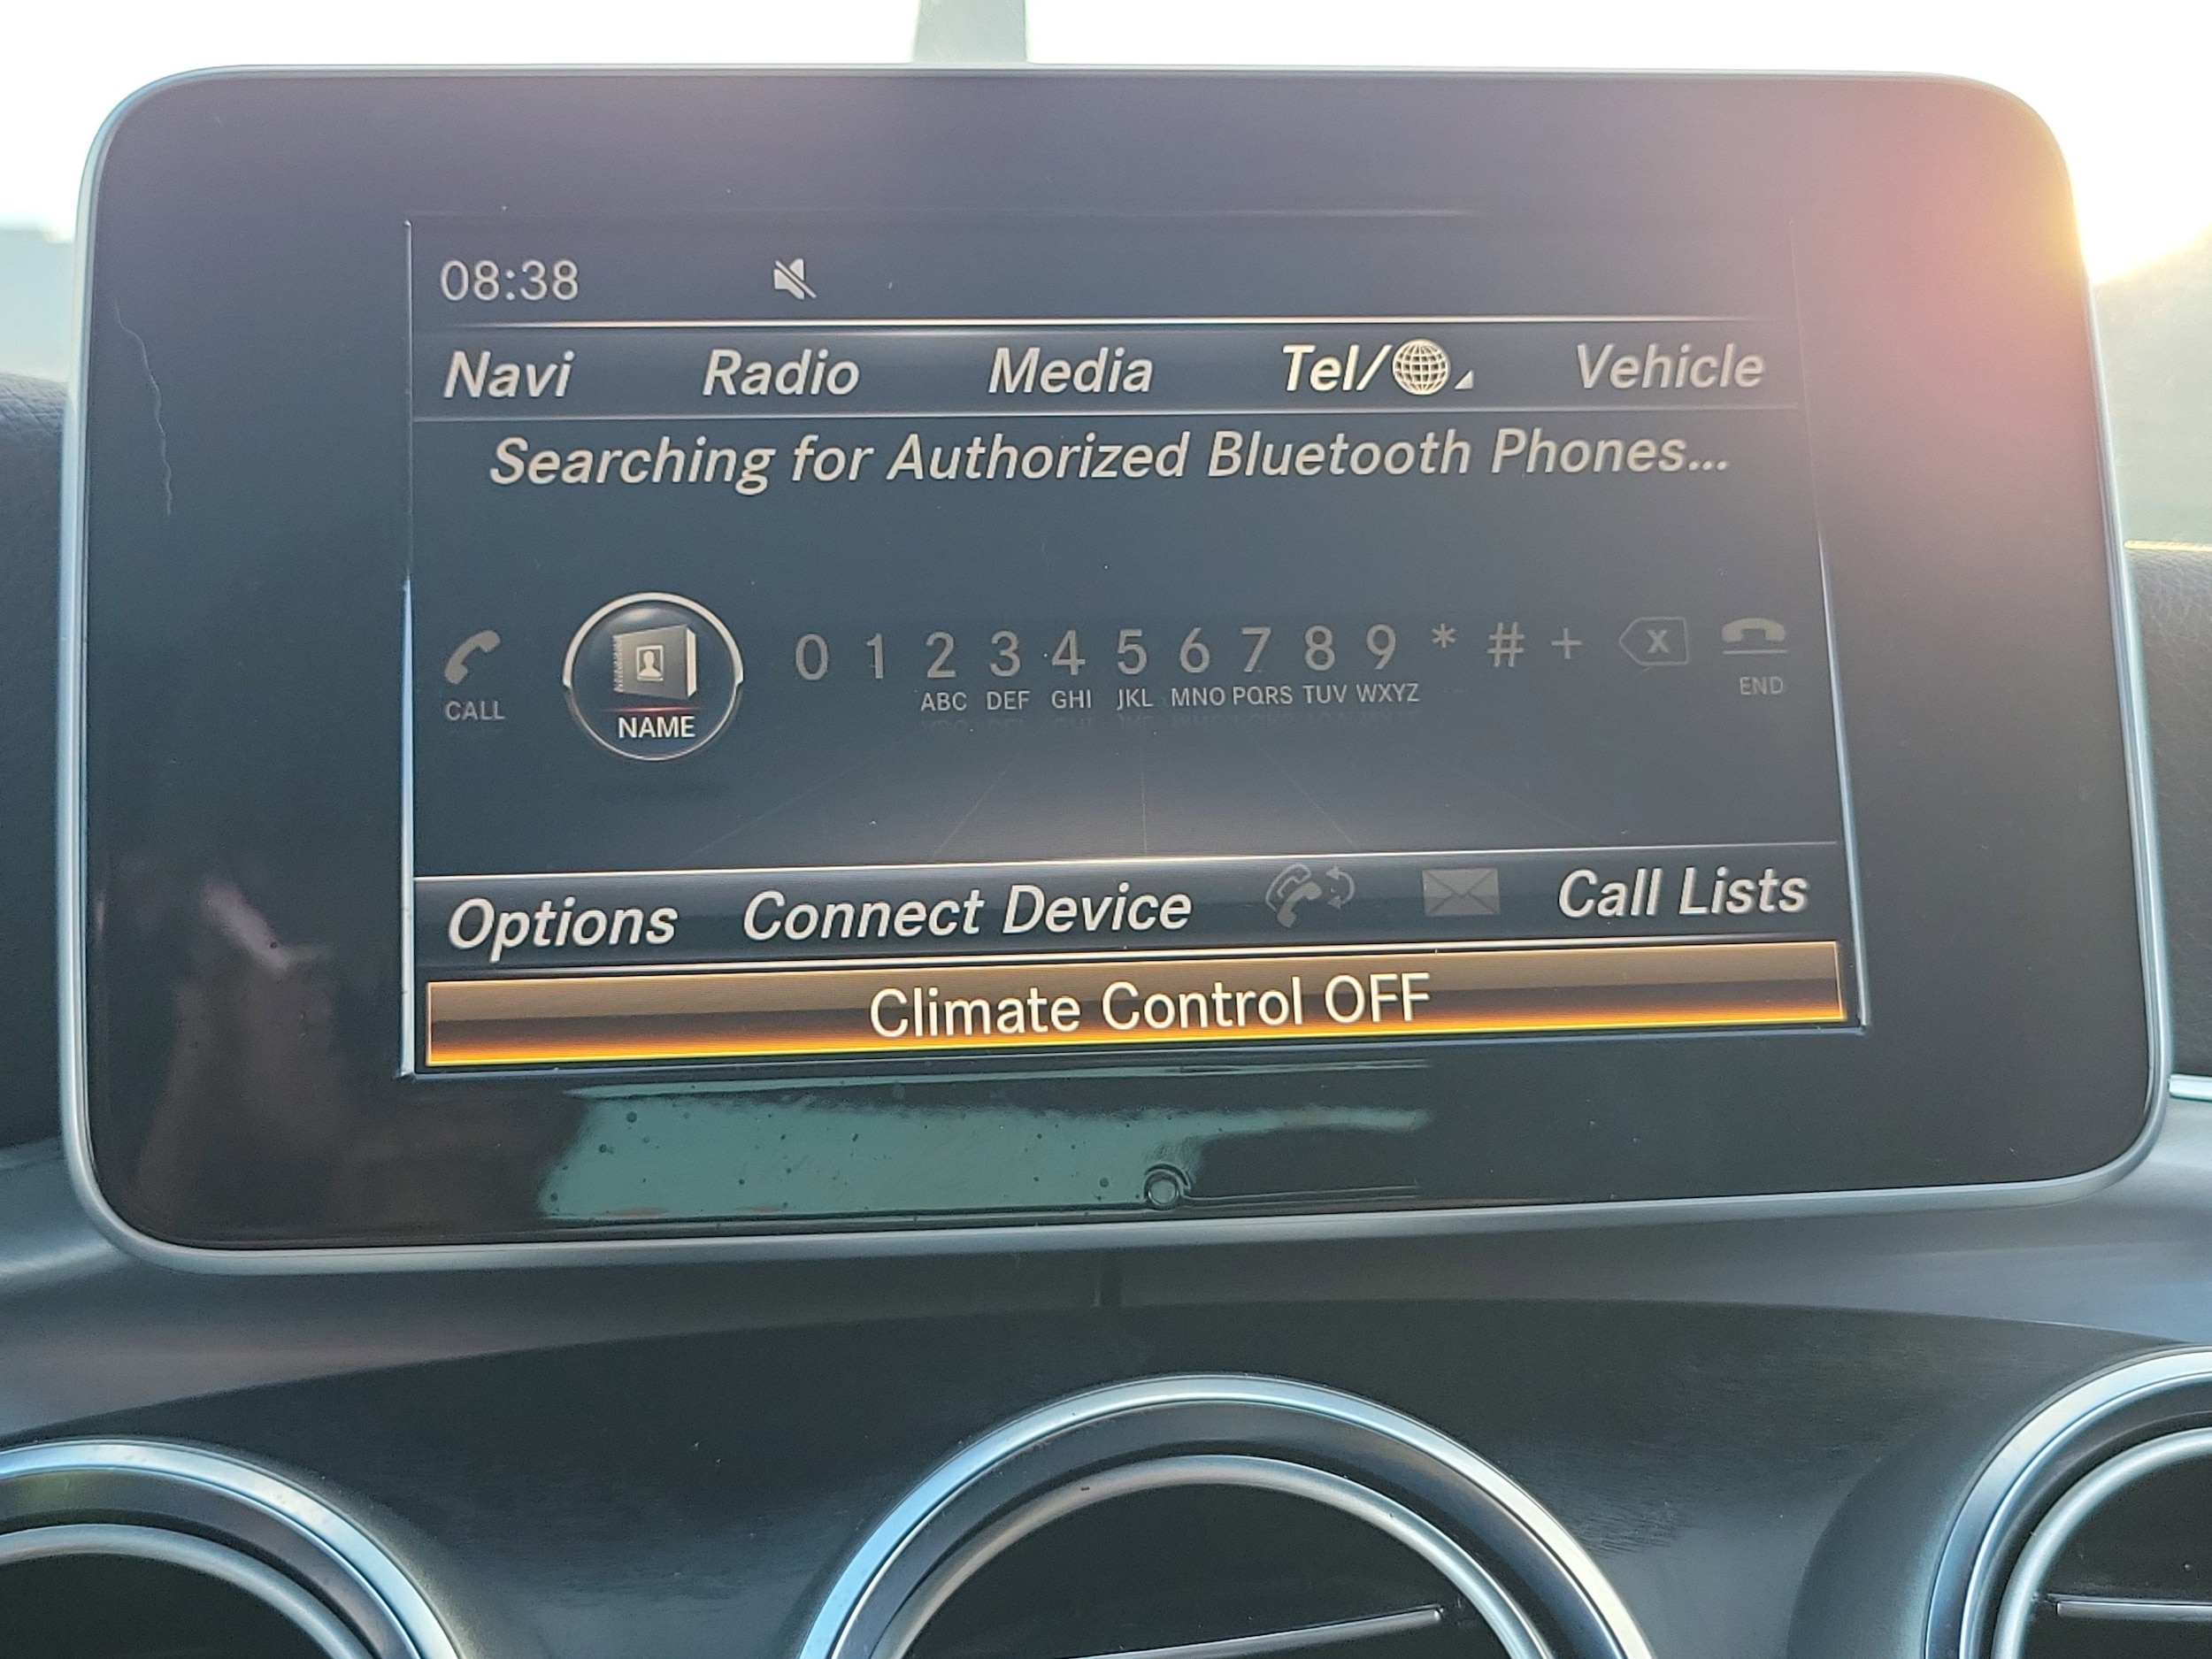 08:38
Navi Radio Media Tel/ Vehicle
Searching for Authorized Bluetooth Phones...
0 1 2 3 4 5 6 7 8 9 * # + X
CALL NAME ABC DEF GHI JKL MNO PQRS TUV WXYZ END
Options Connect Device Call Lists
Climate Control OFF